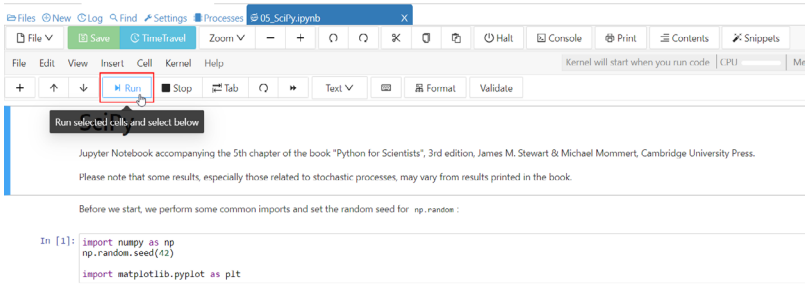 Files New Log Find Settings Processes 05_SciPy.ipynb X
File Save TimeTravel Zoom Halt Console Print Contents Snippets
File Edit View Insert Cell Kernel Help Kernel will start when you run code CPU
Run Stop Tab Text Format Validate
Run selected cells and select below
SciPy
Jupyter Notebook accompanying the 5th chapter of the book "Python for Scientists", 3rd edition, James M. Stewart & Michael Mommert, Cambridge University Press.
Please note that some results, especially those related to stochastic processes, may vary from results printed in the book.
Before we start, we perform some common imports and set the random seed for np.random :
In [1]: import numpy as np
np.random.seed(42)
import matplotlib.pyplot as plt